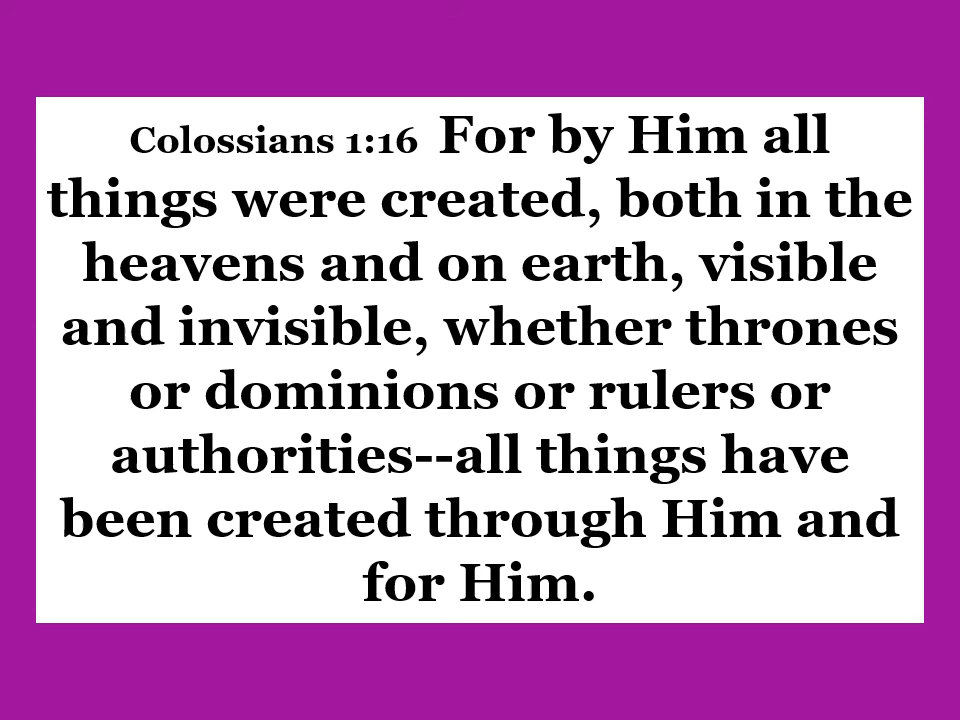 Colossians 1:16 For by Him all
things were created, both in the
heavens and on earth, visible
and invisible, whether thrones
or dominions or rulers or
authorities--all things have
been created through Him and
for Him.